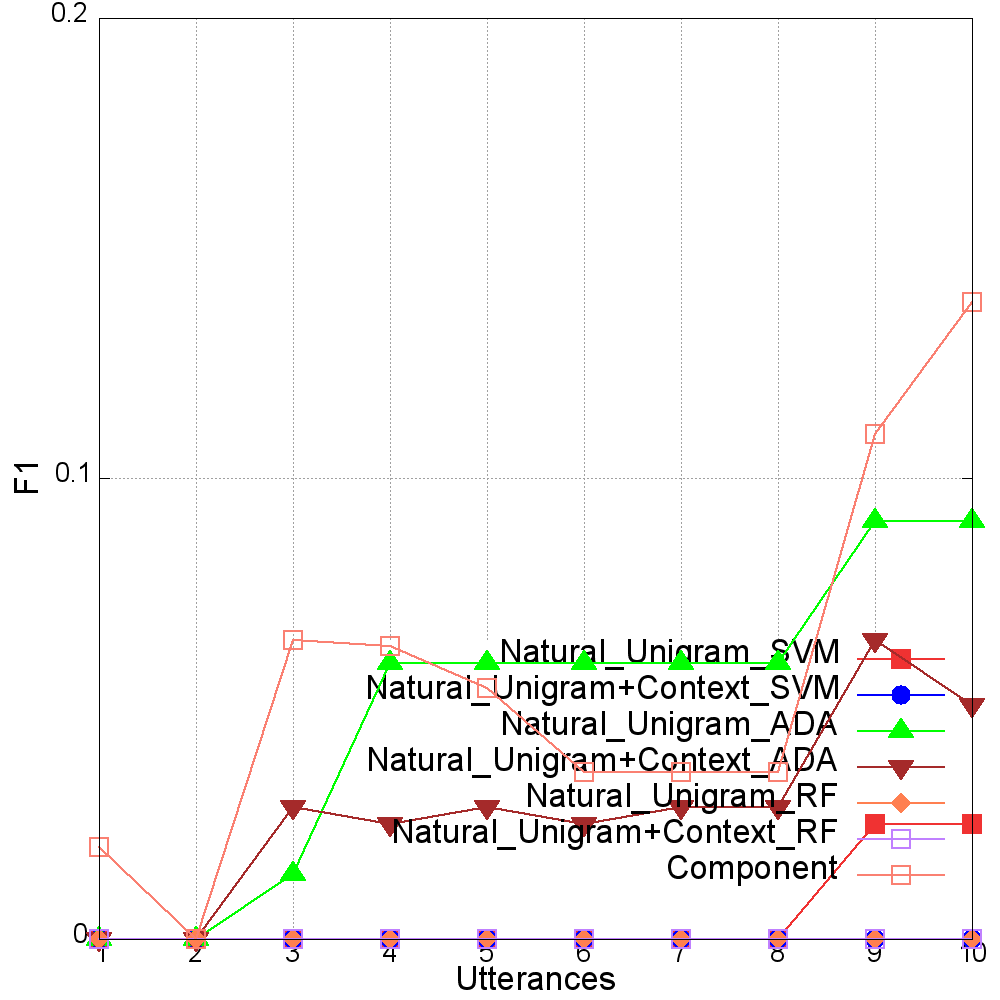 0.2
0.1
0
F1
Natural_Unigram_SVM
Natural_Unigram+Context_SVM
Natural_Unigram_ADA
Natural_Unigram+Context_ADA
Natural_Unigram_RF
Natural_Unigram+Context_RF
Component
1 2 3 4 5 6 7 8 9 10
Utterances